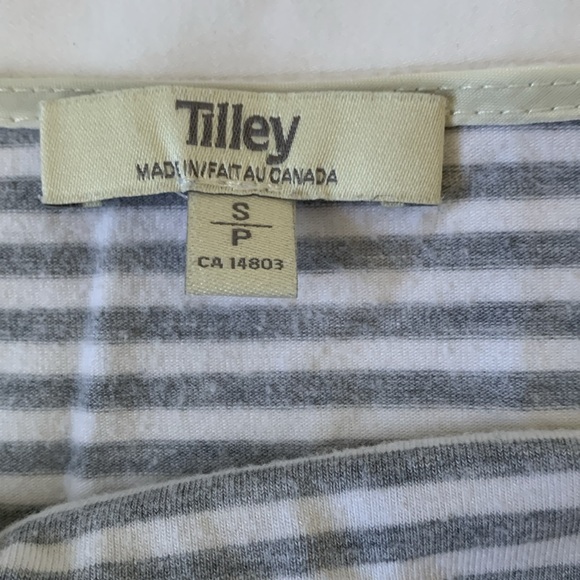 Tilley
MADE IN/FAIT AU CANADA
S
P
CA 14803